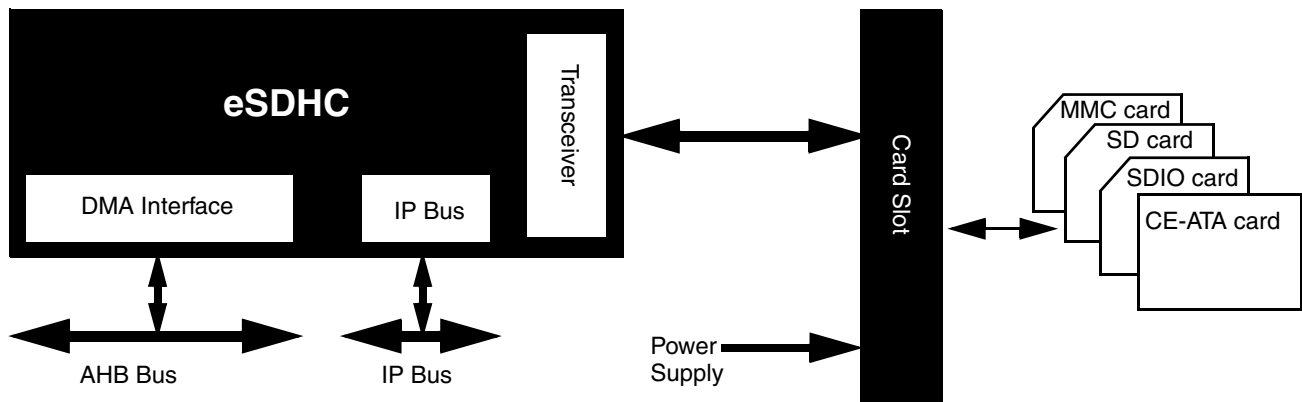 eSDHC
Transceiver
DMA Interface
IP Bus
AHB Bus
IP Bus
Power
Supply
Card Slot
MMC card
SD card
SDIO card
CE-ATA card